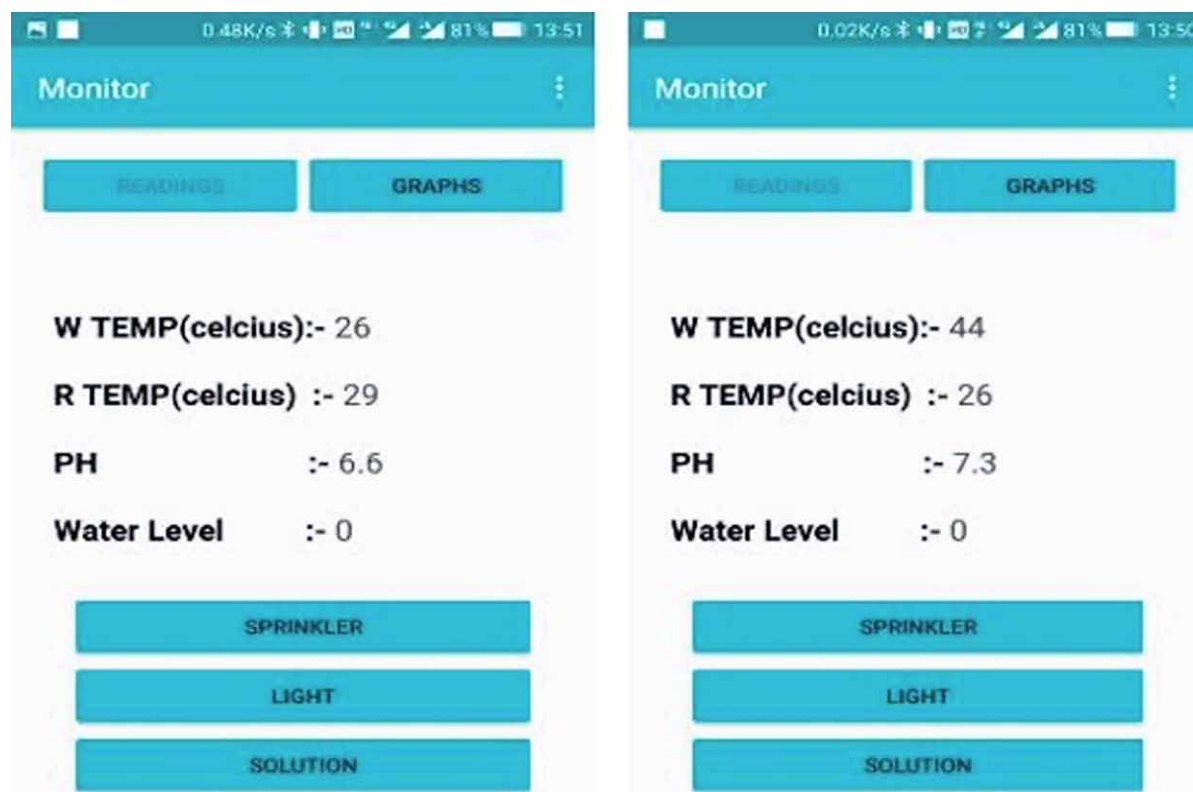 0.48K/s HD 81% 13:51
Monitor
READINGS GRAPHS
W TEMP(celcius):- 26
R TEMP(celcius) :- 29
PH :- 6.6
Water Level :- 0
SPRINKLER
LIGHT
SOLUTION
0.02K/s HD 81% 13:50
Monitor
READINGS GRAPHS
W TEMP(celcius):- 44
R TEMP(celcius) :- 26
PH :- 7.3
Water Level :- 0
SPRINKLER
LIGHT
SOLUTION